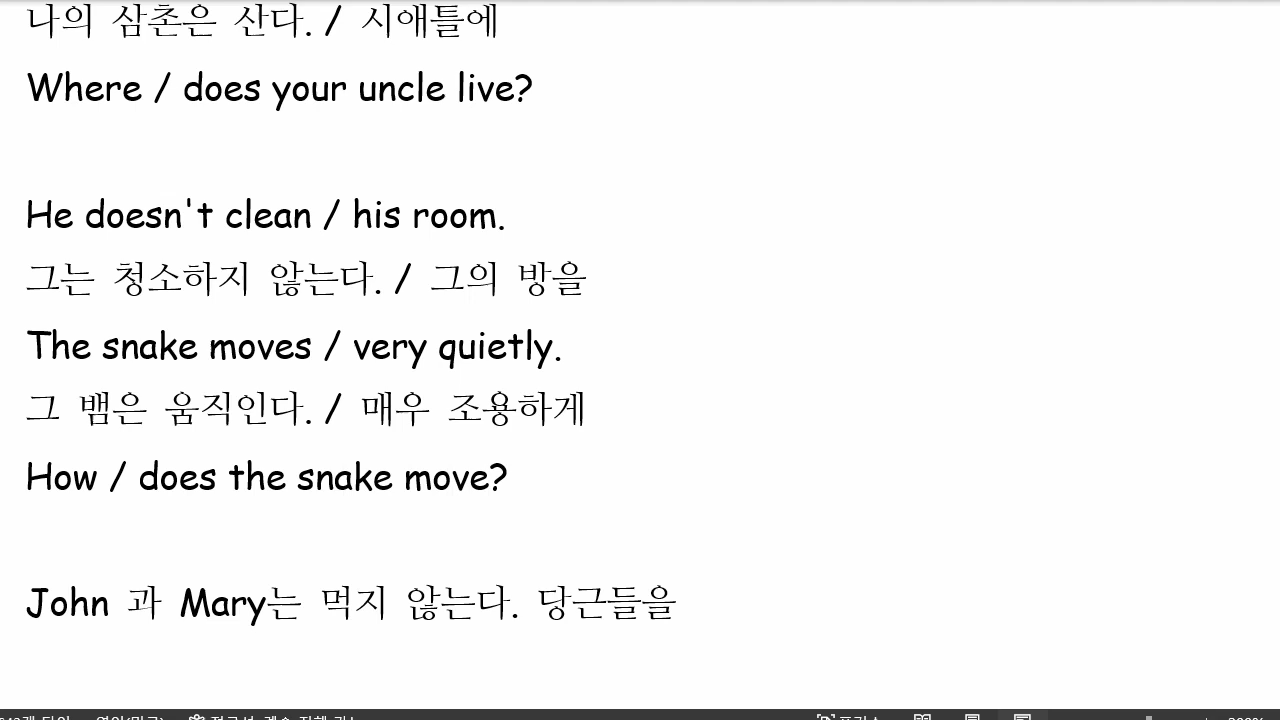 나의 삼촌은 산다. / 시애틀에
Where / does your uncle live?
He doesn't clean / his room.
그는 청소하지 않는다. / 그의 방을
The snake moves / very quietly.
그 뱀은 움직인다. / 매우 조용하게
How / does the snake move?
John 과 Mary는 먹지 않는다. 당근들을